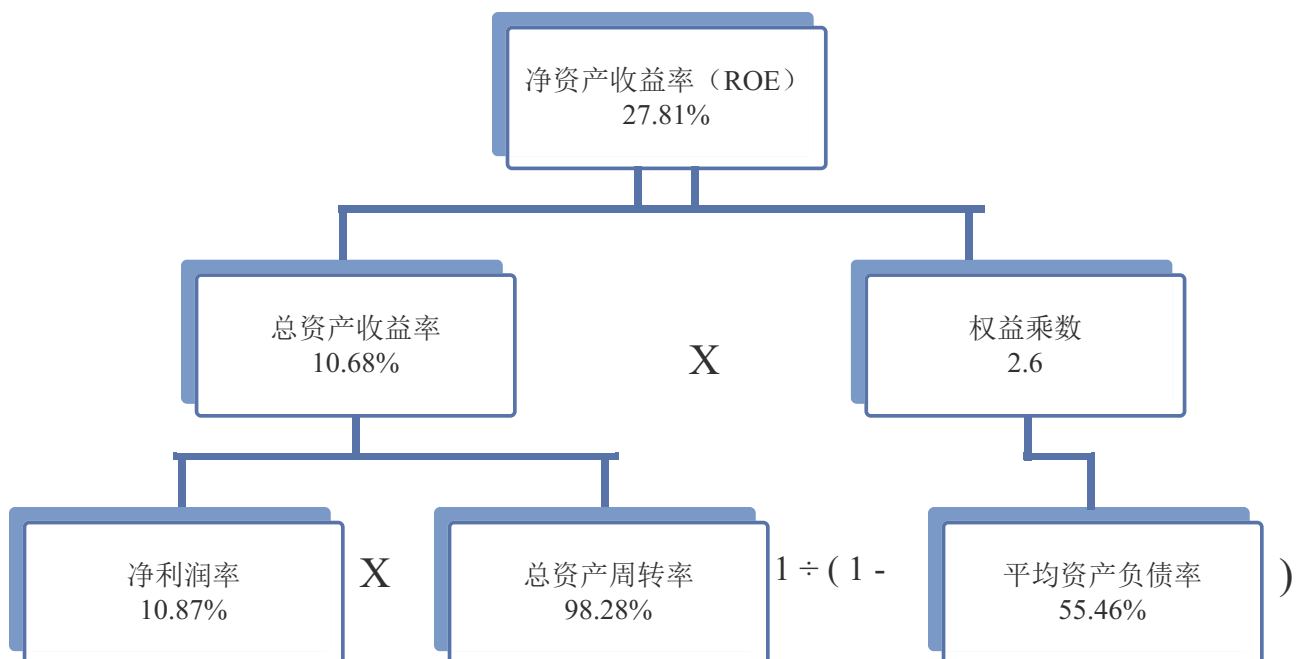 净资产收益率（ROE）
27.81%
总资产收益率
10.68%
X
权益乘数
2.6
净利润率
10.87%
X
总资产周转率
98.28%
1 ÷ ( 1 -
平均资产负债率
55.46%
)